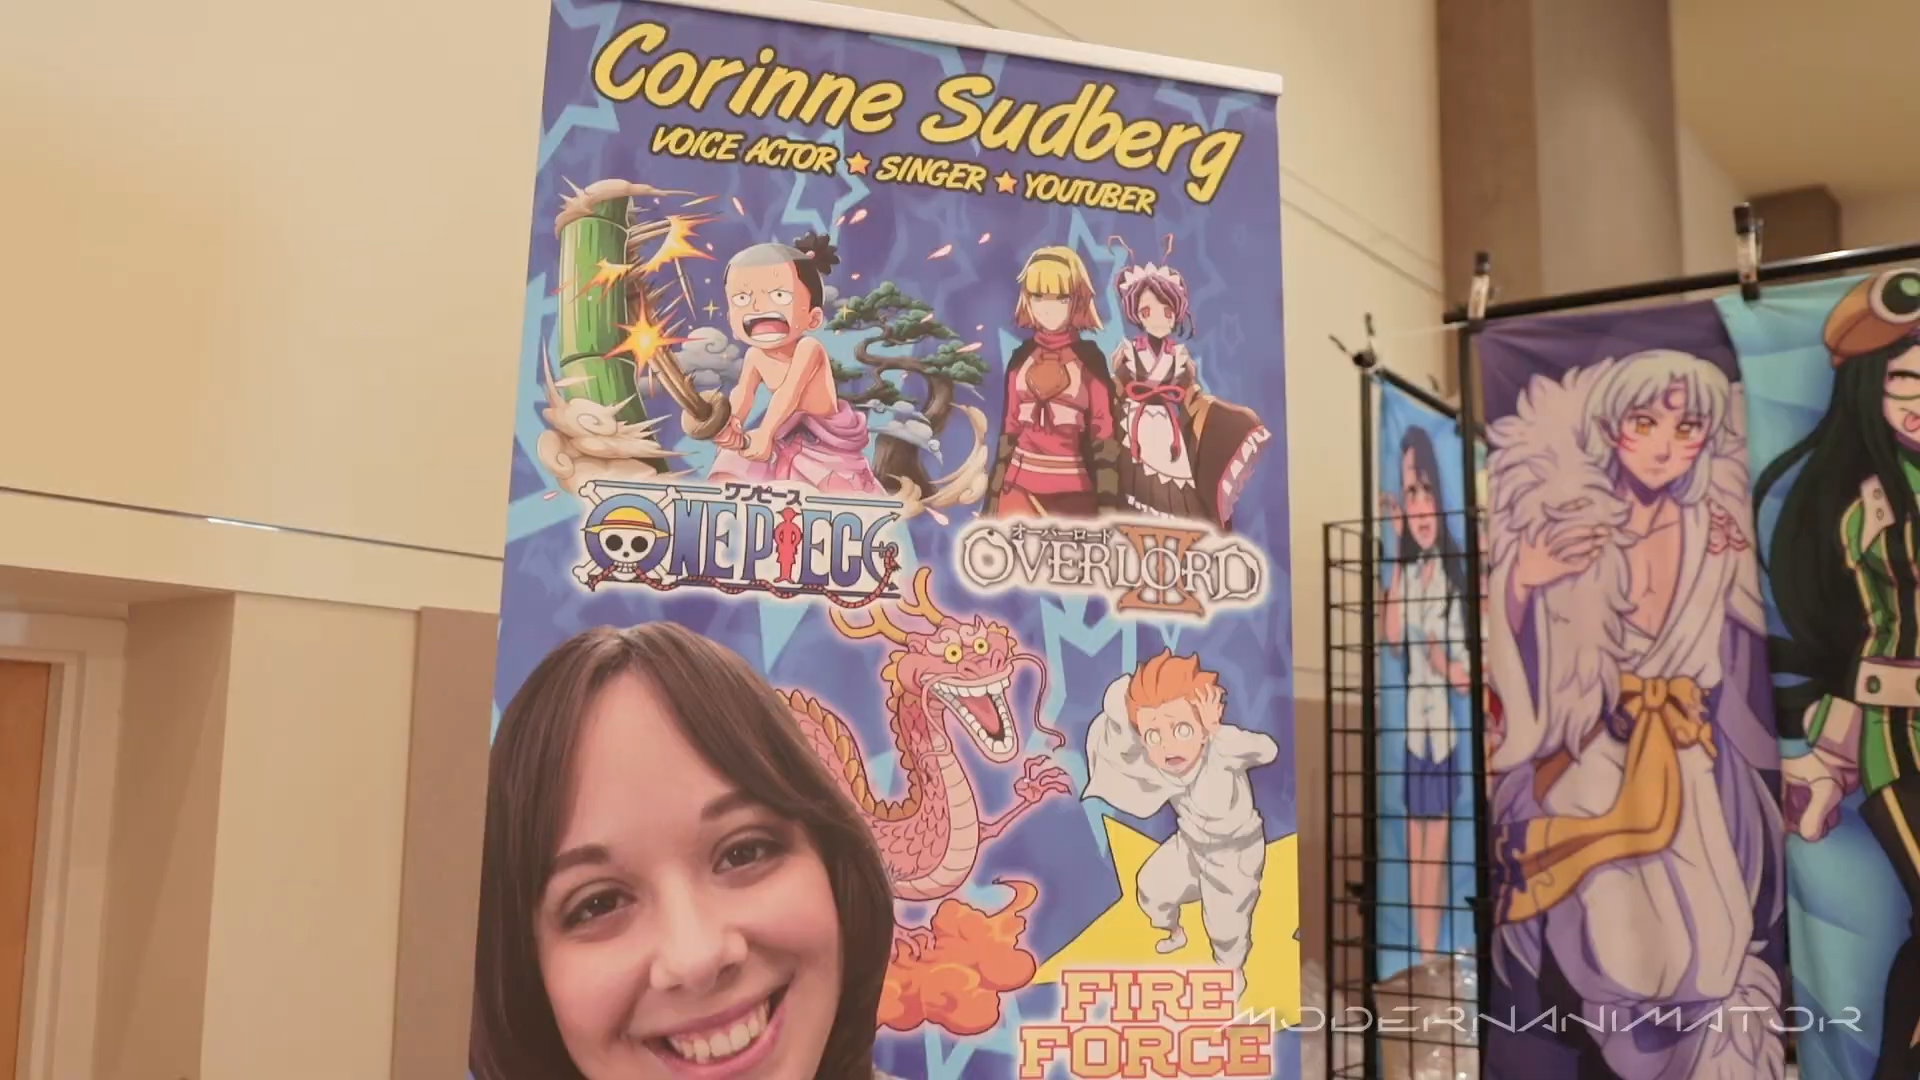 Corinne Sudberg
VOICE ACTOR ★ SINGER ★ YOUTUBER
ワンピース
ONE PIECE
オーバーロード
OVERLORD
III
FIRE
FORCE
MODERNANIMATOR